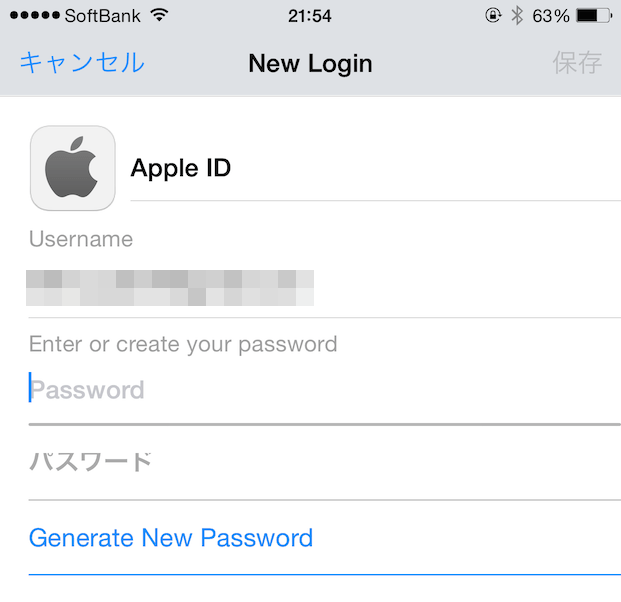 ●●●●● SoftBank 21:54 63%
キャンセル New Login 保存
Apple ID
Username
Enter or create your password
Password
パスワード
Generate New Password